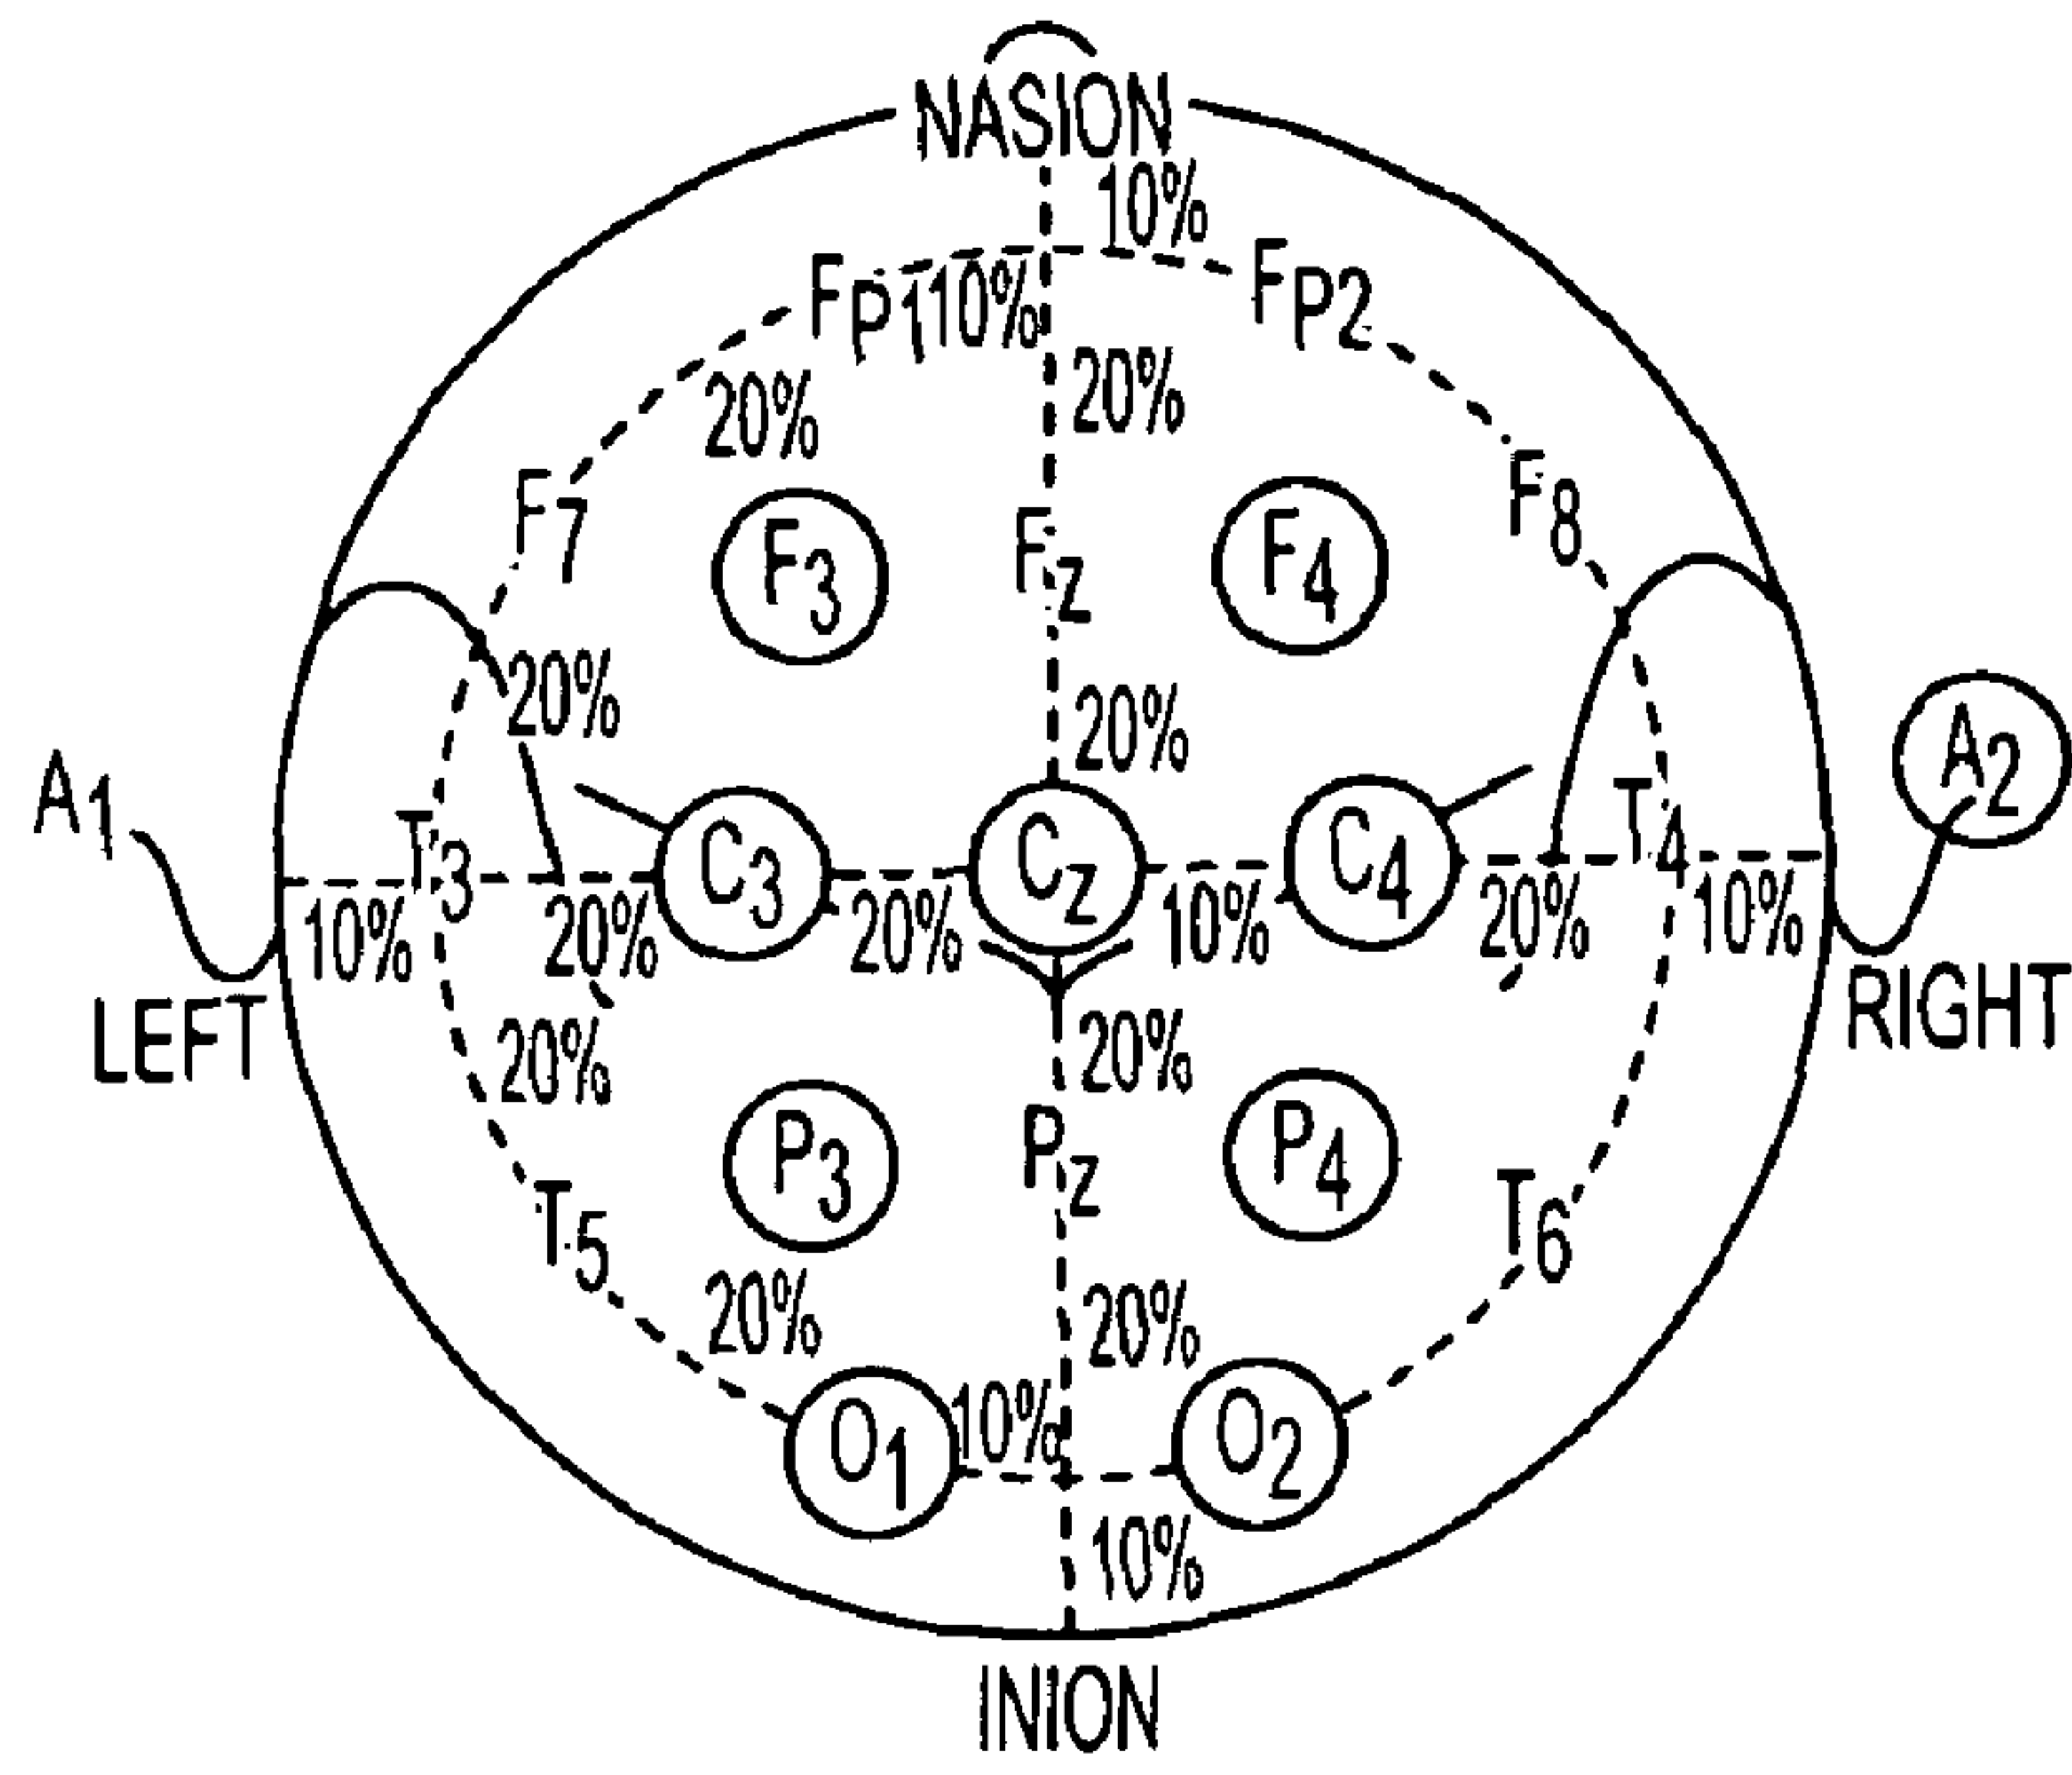 NASION
10%
FP1 10% FP2
20% 20%
F7 F3 FZ F4 F8
20% 20%
A1 A2
T3 C3 CZ C4 T4
10% 20% 20% 10% 20% 10%
LEFT RIGHT
20% 20%
P3 PZ P4
T5 T6
20% 20%
O1 10% O2
10%
INION